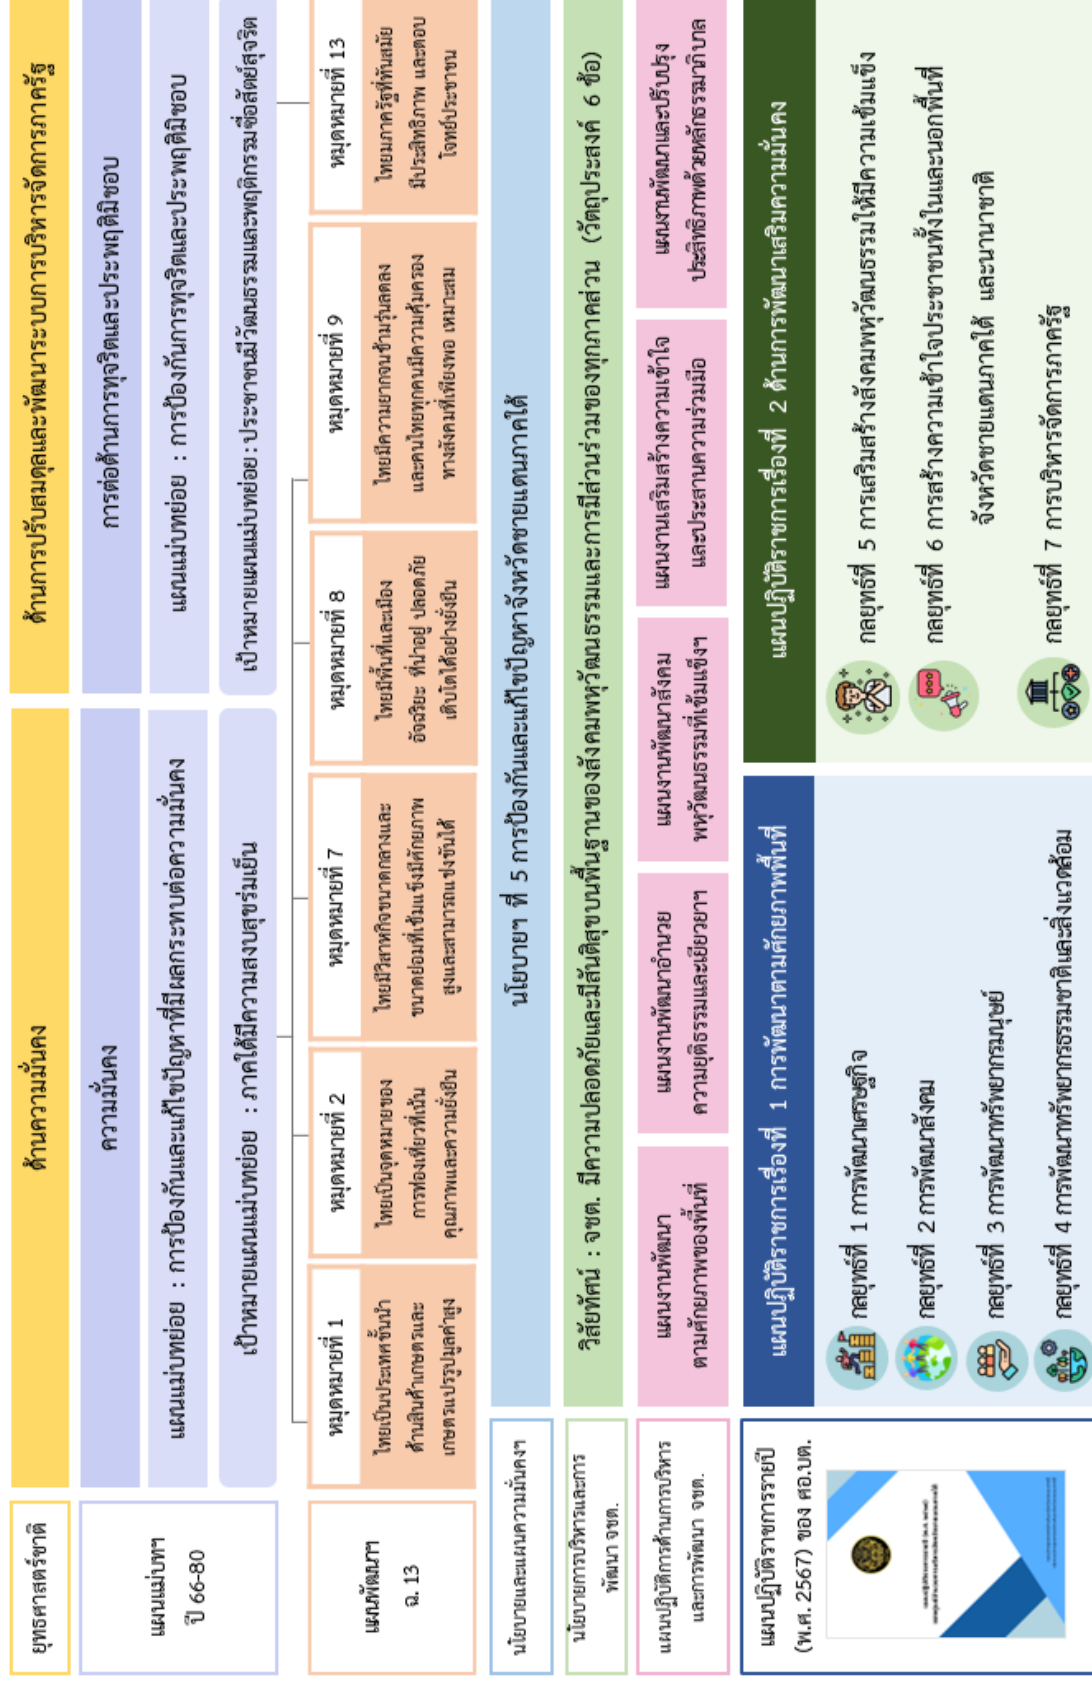 ยุทธศาสตร์ชาติ
ด้านความมั่นคง
ด้านการปรับสมดุลและพัฒนาระบบการบริหารจัดการภาครัฐ
แผนแม่บทฯ
ปี 66-80
ความมั่นคง
การต่อต้านการทุจริตและประพฤติมิชอบ
แผนแม่บทย่อย : การป้องกันและแก้ไขปัญหาที่มีผลกระทบต่อความมั่นคง
แผนแม่บทย่อย : การป้องกันการทุจริตและประพฤติมิชอบ
เป้าหมายแผนแม่บทย่อย : ภาคใต้มีความสงบสุขร่มเย็น
เป้าหมายแผนแม่บทย่อย : ประชาชนมีวัฒนธรรมและพฤติกรรมซื่อสัตย์สุจริต
แผนพัฒนาฯ
ฉ. 13
หมุดหมายที่ 1
ไทยเป็นประเทศชั้นนำ
ด้านสินค้าเกษตรและ
เกษตรแปรรูปมูลค่าสูง
หมุดหมายที่ 2
ไทยเป็นจุดหมายของ
การท่องเที่ยวที่เน้น
คุณภาพและความยั่งยืน
หมุดหมายที่ 7
ไทยมีวิสาหกิจขนาดกลางและ
ขนาดย่อมที่เข้มแข็งมีศักยภาพ
สูงและสามารถแข่งขันได้
หมุดหมายที่ 8
ไทยมีพื้นที่และเมือง
อัจฉริยะ ที่น่าอยู่ ปลอดภัย
เติบโตได้อย่างยั่งยืน
หมุดหมายที่ 9
ไทยมีความยากจนข้ามรุ่นลดลง
และคนไทยทุกคนมีความคุ้มครอง
ทางสังคมที่เพียงพอ เหมาะสม
หมุดหมายที่ 13
ไทยมีภาครัฐที่ทันสมัย
มีประสิทธิภาพ และตอบ
โจทย์ประชาชน
นโยบายและแผนความมั่นคงฯ
นโยบายฯ ที่ 5 การป้องกันและแก้ไขปัญหาจังหวัดชายแดนภาคใต้
นโยบายการบริหารและการ
พัฒนา จชต.
วิสัยทัศน์ : จชต. มีความปลอดภัยและมีสันติสุขบนพื้นฐานของสังคมพหุวัฒนธรรมและการมีส่วนร่วมของทุกภาคส่วน (วัตถุประสงค์ 6 ข้อ)
แผนปฏิบัติการด้านการบริหาร
และการพัฒนา จชต.
แผนงานพัฒนา
ตามศักยภาพของพื้นที่
แผนงานพัฒนาอำนวย
ความยุติธรรมและเยียวยาฯ
แผนงานพัฒนาสังคม
พหุวัฒนธรรมที่เข้มแข็งฯ
แผนงานเสริมสร้างความเข้าใจ
และประสานความร่วมมือ
แผนงานพัฒนาและปรับปรุง
ประสิทธิภาพด้วยหลักธรรมาภิบาล
แผนปฏิบัติราชการรายปี
(พ.ศ. 2567) ของ ศอ.บต.
แผนปฏิบัติราชการเรื่องที่ 1 การพัฒนาตามศักยภาพพื้นที่
กลยุทธ์ที่ 1 การพัฒนาเศรษฐกิจ
กลยุทธ์ที่ 2 การพัฒนาสังคม
กลยุทธ์ที่ 3 การพัฒนาทรัพยากรมนุษย์
กลยุทธ์ที่ 4 การพัฒนาทรัพยากรธรรมชาติและสิ่งแวดล้อม
แผนปฏิบัติราชการเรื่องที่ 2 ด้านการพัฒนาเสริมความมั่นคง
กลยุทธ์ที่ 5 การเสริมสร้างสังคมพหุวัฒนธรรมให้มีความเข้มแข็ง
กลยุทธ์ที่ 6 การสร้างความเข้าใจประชาชนทั้งในและนอกพื้นที่
จังหวัดชายแดนภาคใต้ และนานาชาติ
กลยุทธ์ที่ 7 การบริหารจัดการภาครัฐ